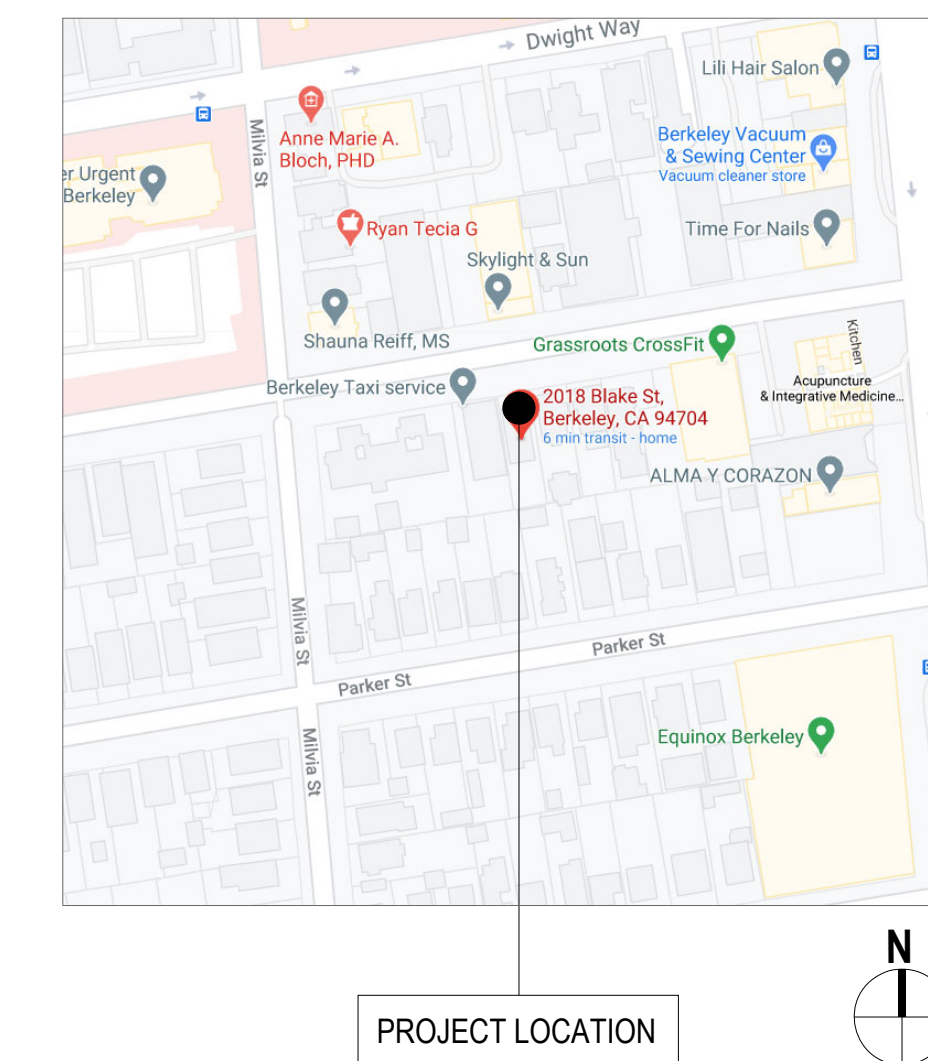 Dwight Way
Lili Hair Salon
Milvia St
Anne Marie A.
Bloch, PHD
Berkeley Vacuum
& Sewing Center
Vacuum cleaner store
er Urgent
Berkeley
Ryan Tecia G
Time For Nails
Skylight & Sun
Shauna Reiff, MS
Grassroots CrossFit
Kitchen
Berkeley Taxi service
Acupuncture
& Integrative Medicine...
2018 Blake St,
Berkeley, CA 94704
6 min transit - home
ALMA Y CORAZON
Milvia St
Parker St
Parker St
Milvia St
Equinox Berkeley
N
PROJECT LOCATION